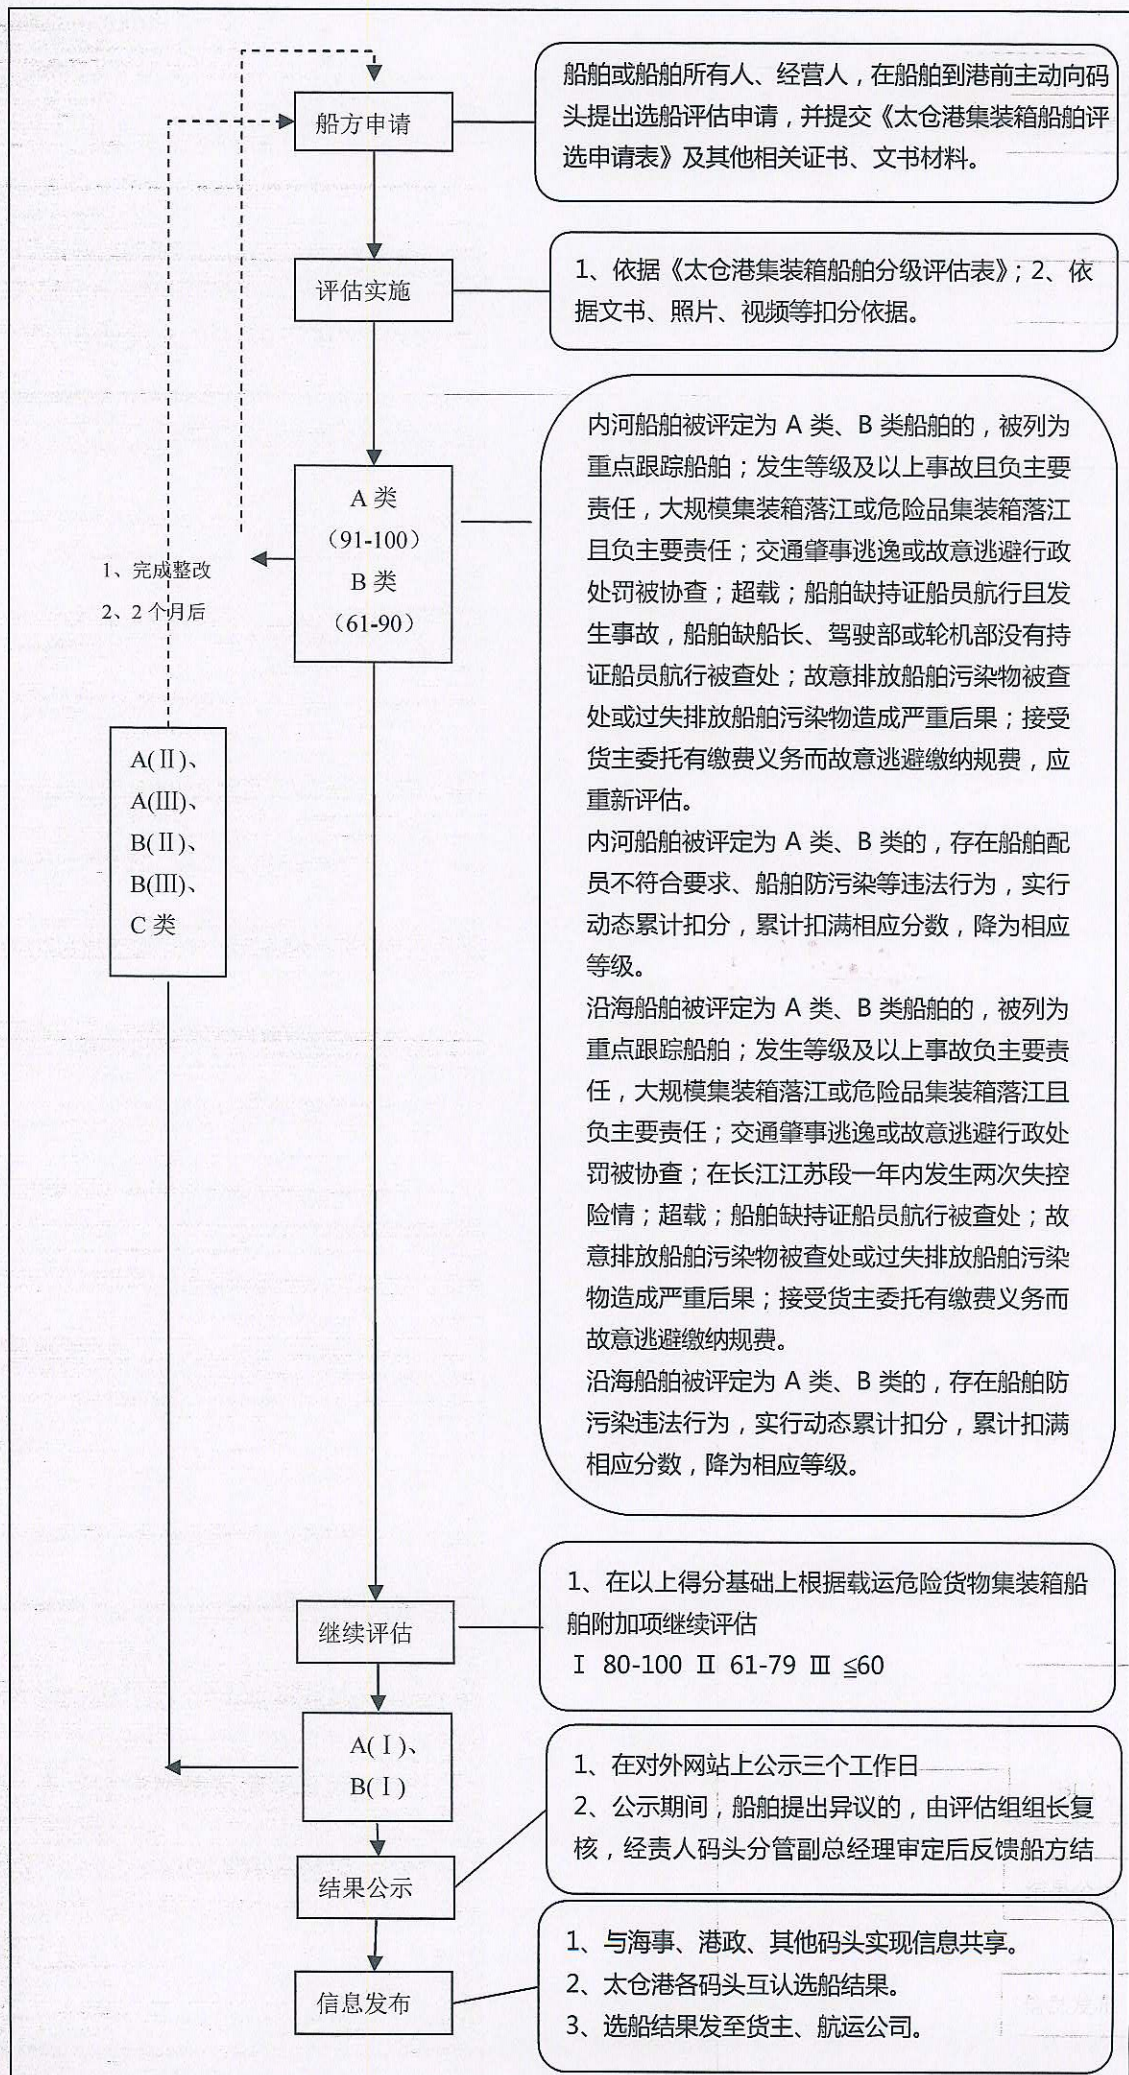 船方申请
船舶或船舶所有人、经营人，在船舶到港前主动向码
头提出选船评估申请，并提交《太仓港集装箱船舶评
选申请表》及其他相关证书、文书材料。
评估实施
1、依据《太仓港集装箱船舶分级评估表》；2、依
据文书、照片、视频等扣分依据。
A 类
（91-100）
B 类
（61-90）
1、完成整改
2、2 个月后
内河船舶被评定为 A 类、B 类船舶的，被列为
重点跟踪船舶；发生等级及以上事故且负主要
责任，大规模集装箱落江或危险品集装箱落江
且负主要责任；交通肇事逃逸或故意逃避行政
处罚被协查；超载；船舶缺持证船员航行且发
生事故，船舶缺船长、驾驶部或轮机部没有持
证船员航行被查处；故意排放船舶污染物被查
处或过失排放船舶污染物造成严重后果；接受
货主委托有缴费义务而故意逃避缴纳规费，应
重新评估。
内河船舶被评定为 A 类、B 类的，存在船舶配
员不符合要求、船舶防污染等违法行为，实行
动态累计扣分，累计扣满相应分数，降为相应
等级。
沿海船舶被评定为 A 类、B 类船舶的，被列为
重点跟踪船舶；发生等级及以上事故负主要责
任，大规模集装箱落江或危险品集装箱落江且
负主要责任；交通肇事逃逸或故意逃避行政处
罚被协查；在长江江苏段一年内发生两次失控
险情；超载；船舶缺持证船员航行被查处；故
意排放船舶污染物被查处或过失排放船舶污染
物造成严重后果；接受货主委托有缴费义务而
故意逃避缴纳规费。
沿海船舶被评定为 A 类、B 类的，存在船舶防
污染违法行为，实行动态累计扣分，累计扣满
相应分数，降为相应等级。
A(Ⅱ)、
A(Ⅲ)、
B(Ⅱ)、
B(Ⅲ)、
C 类
继续评估
1、在以上得分基础上根据载运危险货物集装箱船
舶附加项继续评估
Ⅰ 80-100 Ⅱ 61-79 Ⅲ ≦60
A(Ⅰ)、
B(Ⅰ)
结果公示
1、在对外网站上公示三个工作日
2、公示期间，船舶提出异议的，由评估组组长复
核，经责人码头分管副总经理审定后反馈船方结
信息发布
1、与海事、港政、其他码头实现信息共享。
2、太仓港各码头互认选船结果。
3、选船结果发至货主、航运公司。